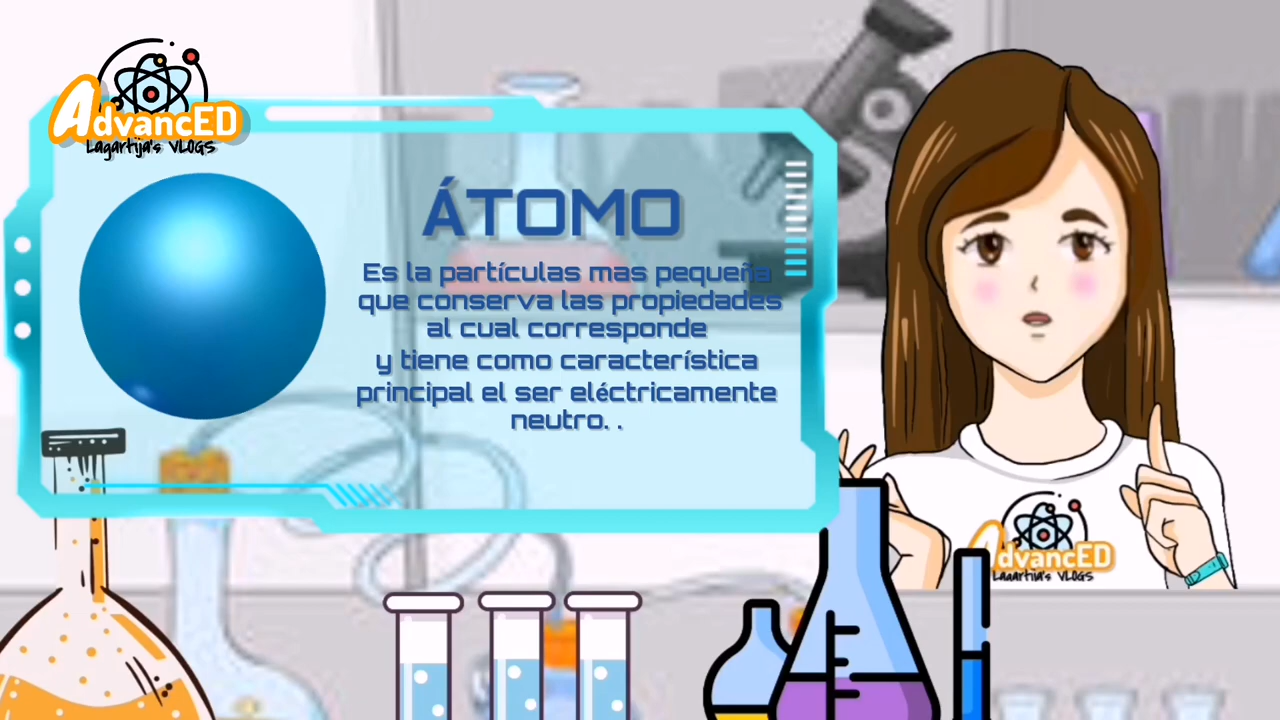 AdvancED
Lagartija's VLOGS
ÁTOMO
Es la partículas mas pequeña
que conserva las propiedades
al cual corresponde
y tiene como característica
principal el ser eléctricamente
neutro. .
AdvancED
Lagartija's VLOGS